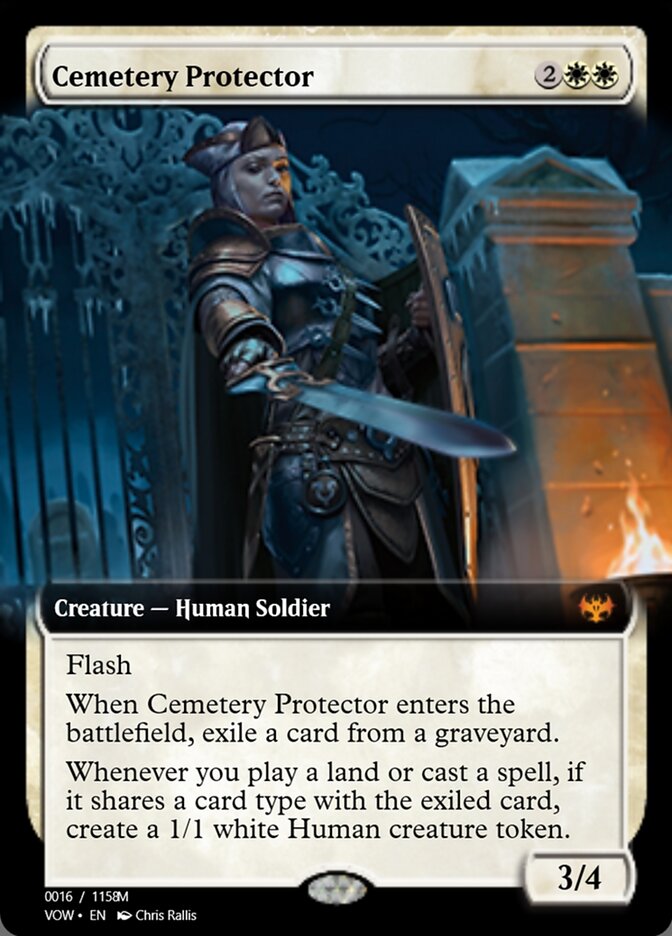 Cemetery Protector 2
Creature — Human Soldier
Flash
When Cemetery Protector enters the
battlefield, exile a card from a graveyard.
Whenever you play a land or cast a spell, if
it shares a card type with the exiled card,
create a 1/1 white Human creature token.
3/4
0016 / 1158M
VOW • EN Chris Rallis